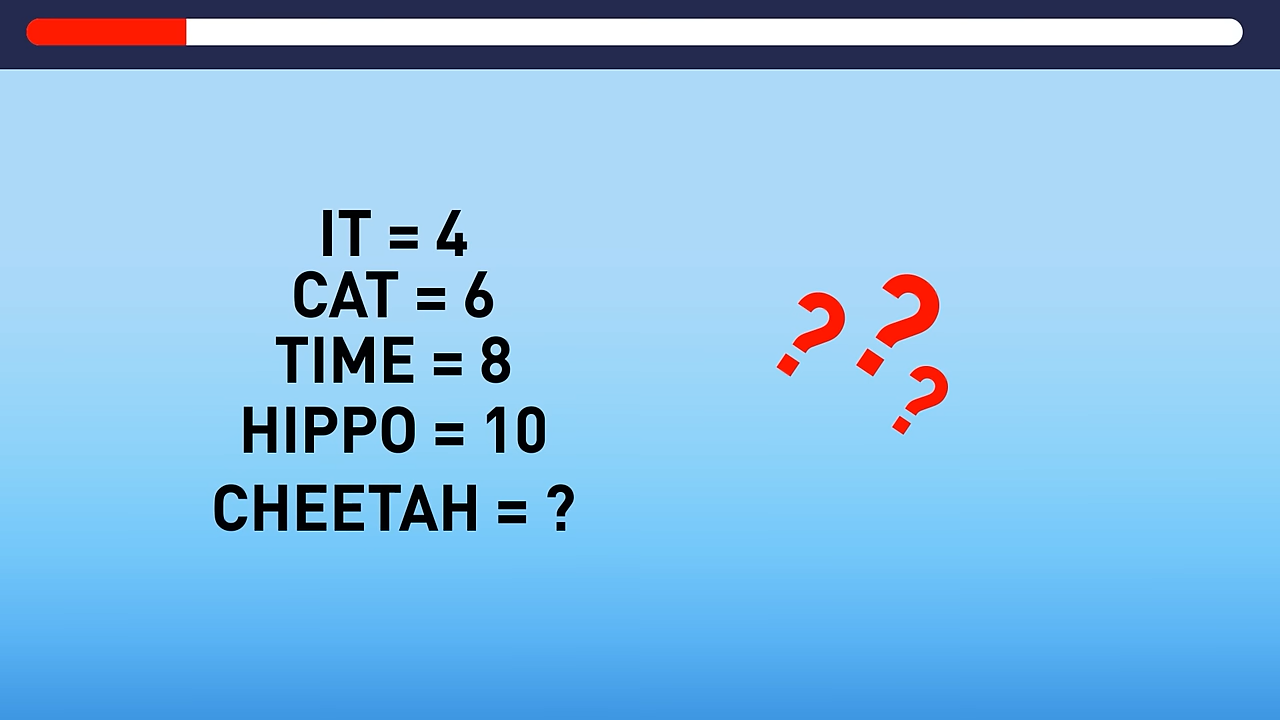 IT = 4
CAT = 6
TIME = 8
HIPPO = 10
CHEETAH = ?
? ? ?